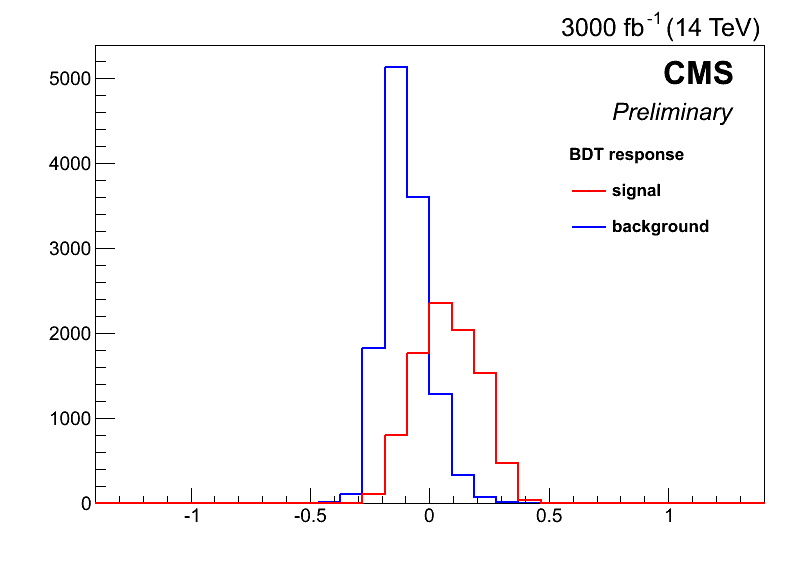 3000 fb-1 (14 TeV)
CMS
Preliminary
BDT response
signal
background
5000
4000
3000
2000
1000
0
-1 -0.5 0 0.5 1